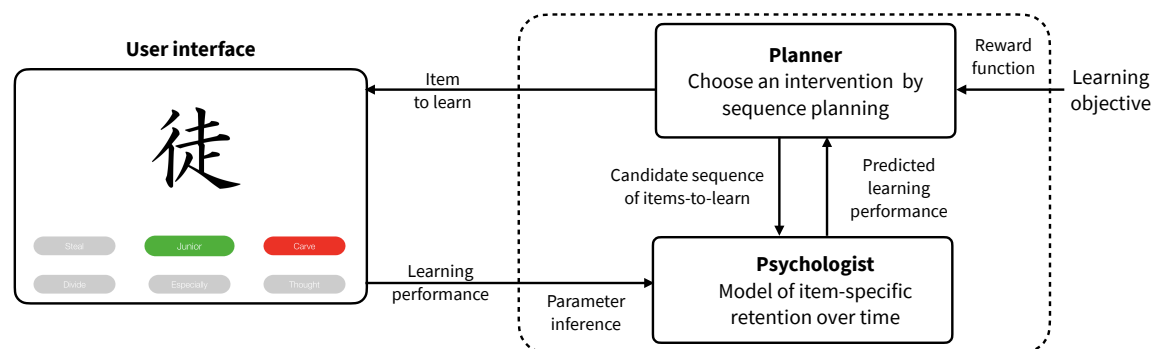 User interface
徒
Steal
Junior
Carve
Divide
Especially
Thought
Item
to learn
Learning
performance
Parameter
inference
Planner
Choose an intervention by
sequence planning
Reward
function
Learning
objective
Candidate sequence
of items-to-learn
Predicted
learning
performance
Psychologist
Model of item-specific
retention over time